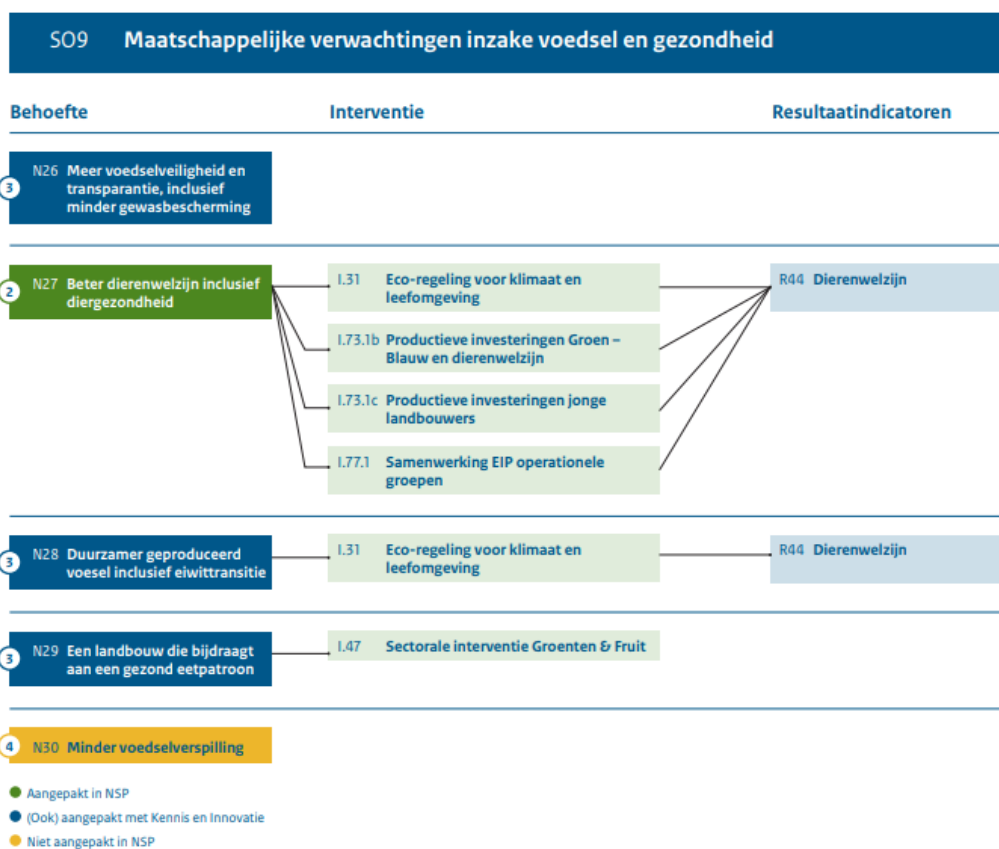 SO9 Maatschappelijke verwachtingen inzake voedsel en gezondheid
Behoefte Interventie Resultaatindicatoren
3 N26 Meer voedselveiligheid en
transparantie, inclusief
minder gewasbescherming
2 N27 Beter dierenwelzijn inclusief
diergezondheid
I.31 Eco-regeling voor klimaat en
leefomgeving
R44 Dierenwelzijn
I.73.1b Productieve investeringen Groen –
Blauw en dierenwelzijn
I.73.1c Productieve investeringen jonge
landbouwers
I.77.1 Samenwerking EIP operationele
groepen
3 N28 Duurzamer geproduceerd
voesel inclusief eiwittransitie
I.31 Eco-regeling voor klimaat en
leefomgeving
R44 Dierenwelzijn
3 N29 Een landbouw die bijdraagt
aan een gezond eetpatroon
I.47 Sectorale interventie Groenten & Fruit
4 N30 Minder voedselverspilling
Aangepakt in NSP
(Ook) aangepakt met Kennis en Innovatie
Niet aangepakt in NSP